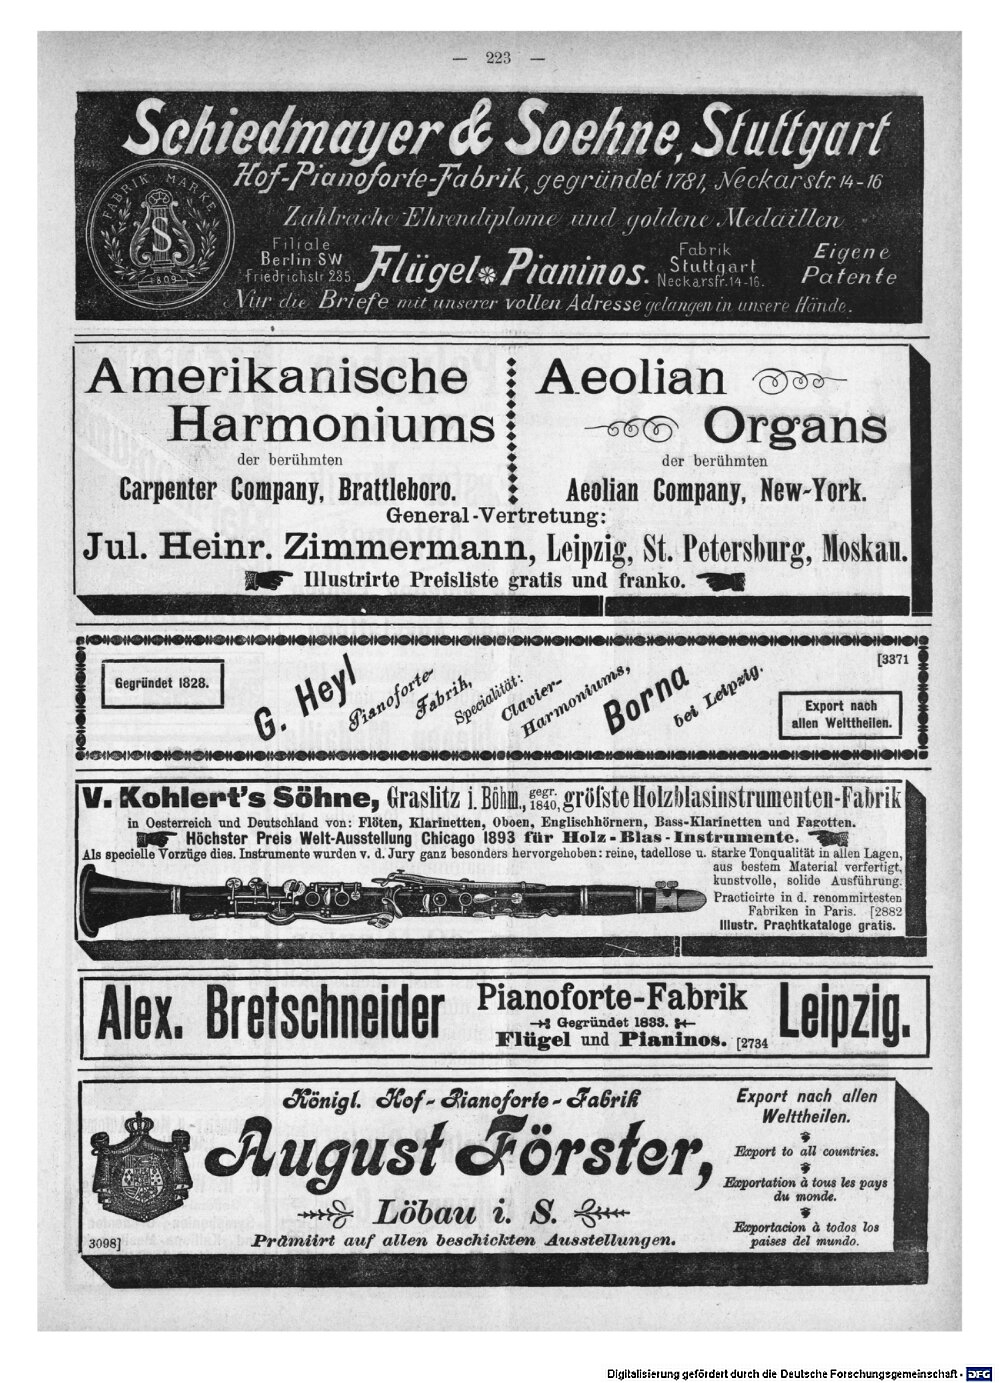 — 223 —
Schiedmayer & Soehne, Stuttgart
Hof-Pianoforte-Fabrik, gegründet 1781, Neckarstr. 14-16
Zahlreiche Ehrendiplome und goldene Medaillen
FABRIK MARKE
S
1809
Filiale
Berlin SW
Friedrichstr 235.
Flügel Pianinos.
Fabrik
Stuttgart
Neckarstr. 14-16.
Eigene
Patente
Nur die Briefe mit unserer vollen Adresse gelangen in unsere Hände.
Amerikanische
Harmoniums
der berühmten
Carpenter Company, Brattleboro.
Aeolian
Organs
der berühmten
Aeolian Company, New-York.
General-Vertretung:
Jul. Heinr. Zimmermann, Leipzig, St. Petersburg, Moskau.
Illustrirte Preisliste gratis und franko.
Gegründet 1828.
G. Heyl
Pianoforte-
Fabrik,
Specialität:
Clavier-
Harmoniums,
Borna
bei Leipzig.
[3371
Export nach
allen Welttheilen.
V. Kohlert's Söhne, Graslitz i. Böhm., gegr. 1840, gröſste Holzblasinstrumenten-Fabrik
in Oesterreich und Deutschland von: Flöten, Klarinetten, Oboen, Englischhörnern, Bass-Klarinetten und Fagotten.
Höchster Preis Welt-Ausstellung Chicago 1893 für Holz-Blas-Instrumente.
Als specielle Vorzüge dies. Instrumente wurden v. d. Jury ganz besonders hervorgehoben: reine, tadellose u. starke Tonqualität in allen Lagen,
aus bestem Material verfertigt,
kunstvolle, solide Ausführung.
Practicirte in d. renommirtesten
Fabriken in Paris. [2882
Illustr. Prachtkataloge gratis.
Alex. Bretschneider
Pianoforte-Fabrik
Gegründet 1833.
Flügel und Pianinos. [2734
Leipzig.
Königl. Hof-Pianoforte-Fabrik
August Förster,
Löbau i. S.
Prämiirt auf allen beschickten Ausstellungen.
3098]
Export nach allen
Welttheilen.
Export to all countries.
Exportation à tous les pays
du monde.
Exportacion à todos los
paises del mundo.
Digitalisierung gefördert durch die Deutsche Forschungsgemeinschaft - DFG